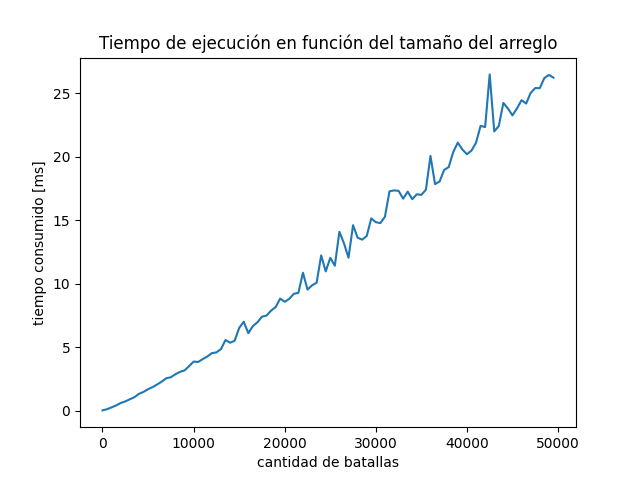 Tiempo de ejecución en función del tamaño del arreglo
tiempo consumido [ms]
25
20
15
10
5
0
0 10000 20000 30000 40000 50000
cantidad de batallas